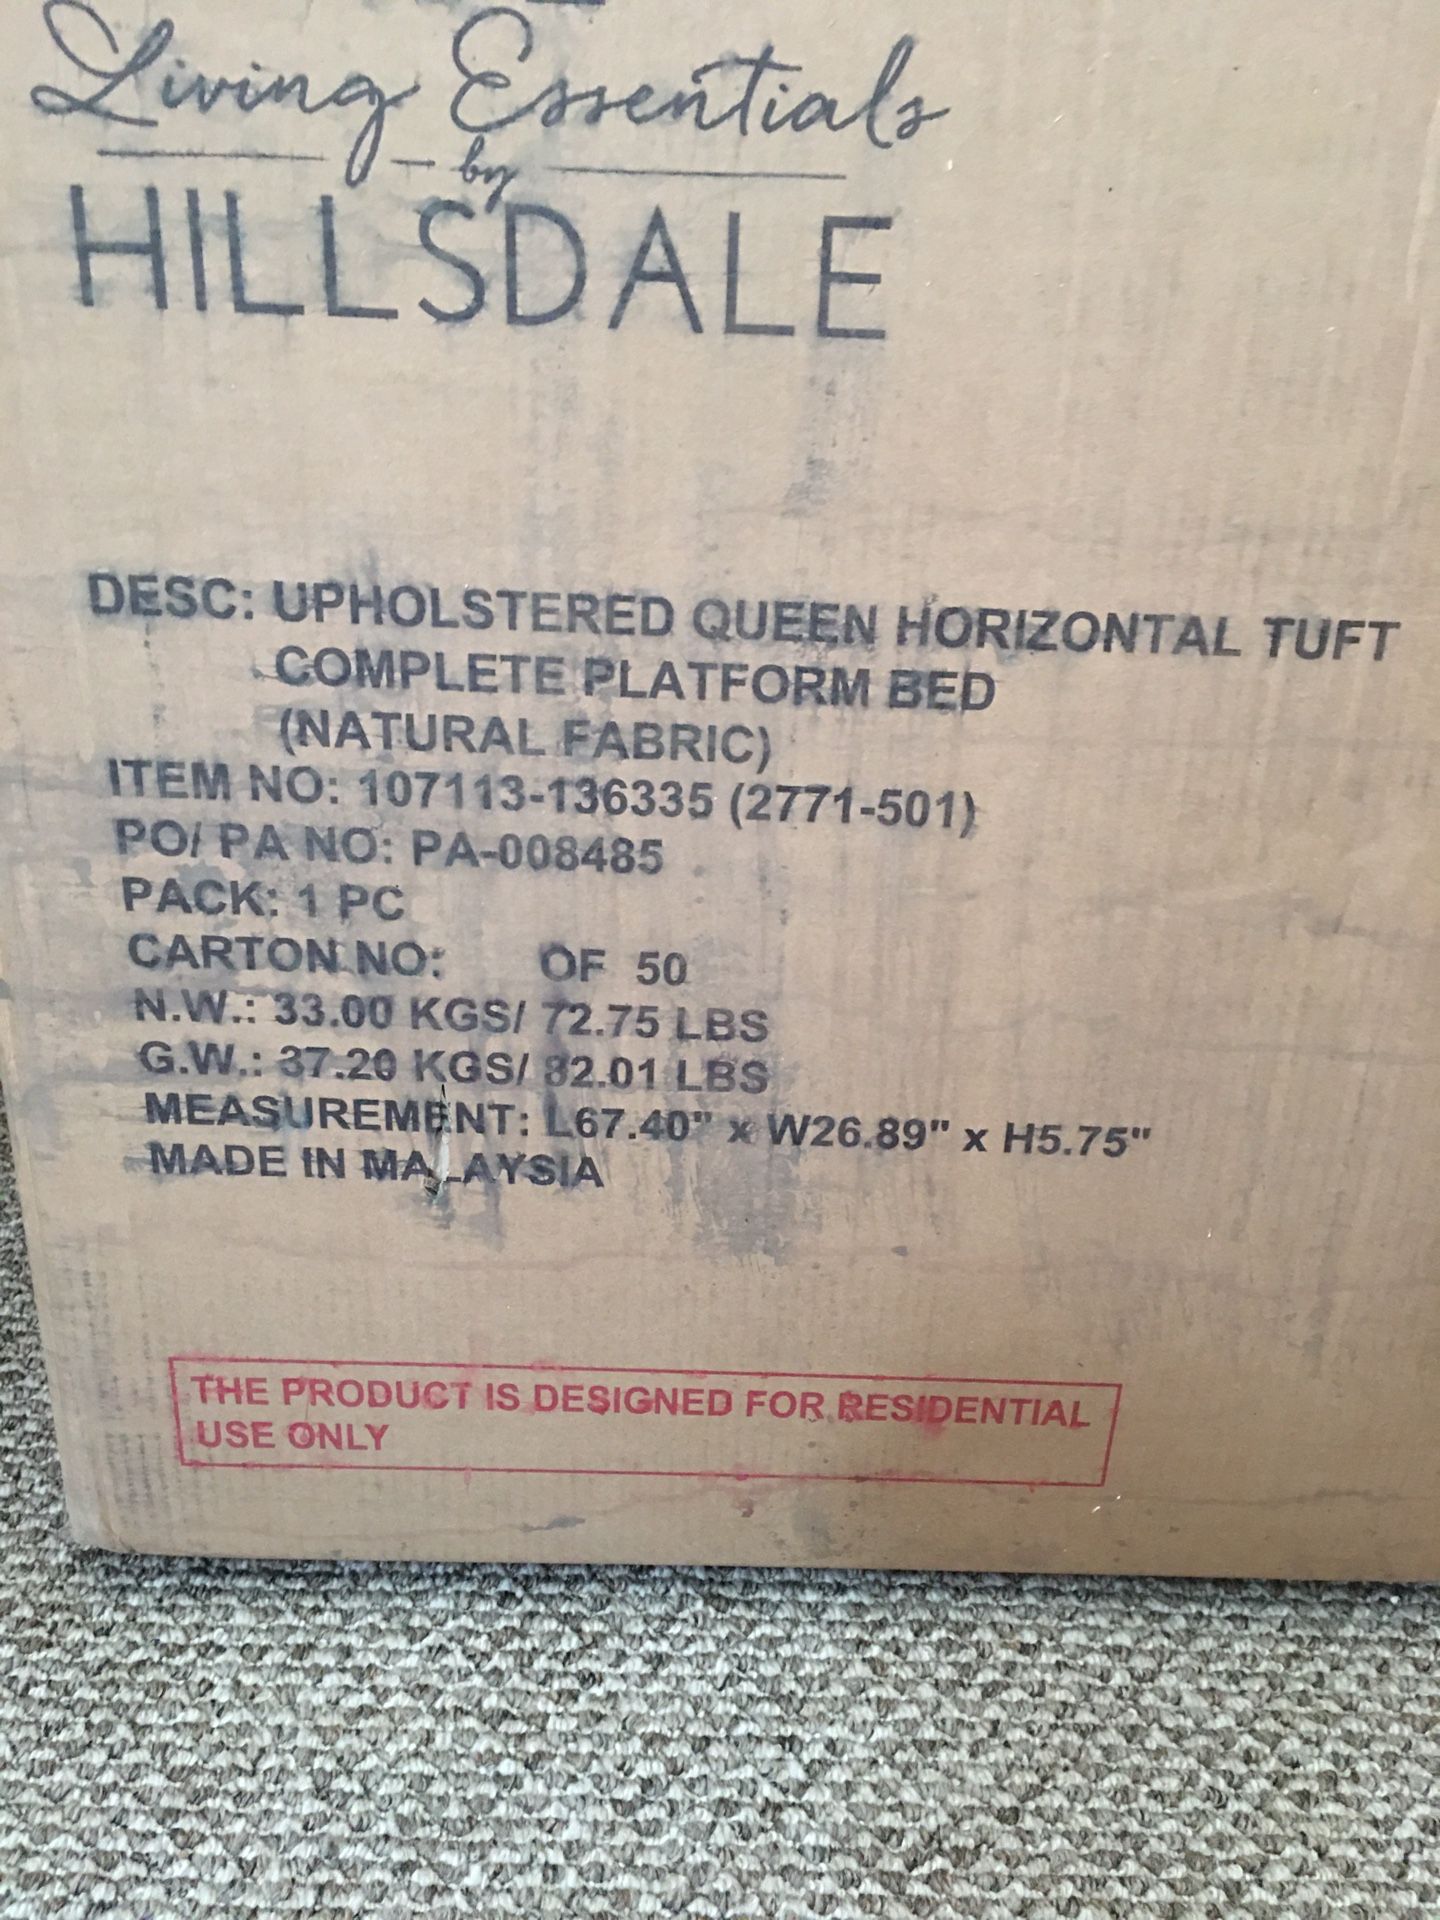 Living Essentials
by
HILLSDALE
DESC: UPHOLSTERED QUEEN HORIZONTAL TUFT
COMPLETE PLATFORM BED
(NATURAL FABRIC)
ITEM NO: 107113-136335 (2771-501)
PO/ PA NO: PA-008485
PACK: 1 PC
CARTON NO: OF 50
N.W.: 33.00 KGS/ 72.75 LBS
G.W.: 37.20 KGS/ 82.01 LBS
MEASUREMENT: L67.40" x W26.89" x H5.75"
MADE IN MALAYSIA
THE PRODUCT IS DESIGNED FOR RESIDENTIAL
USE ONLY